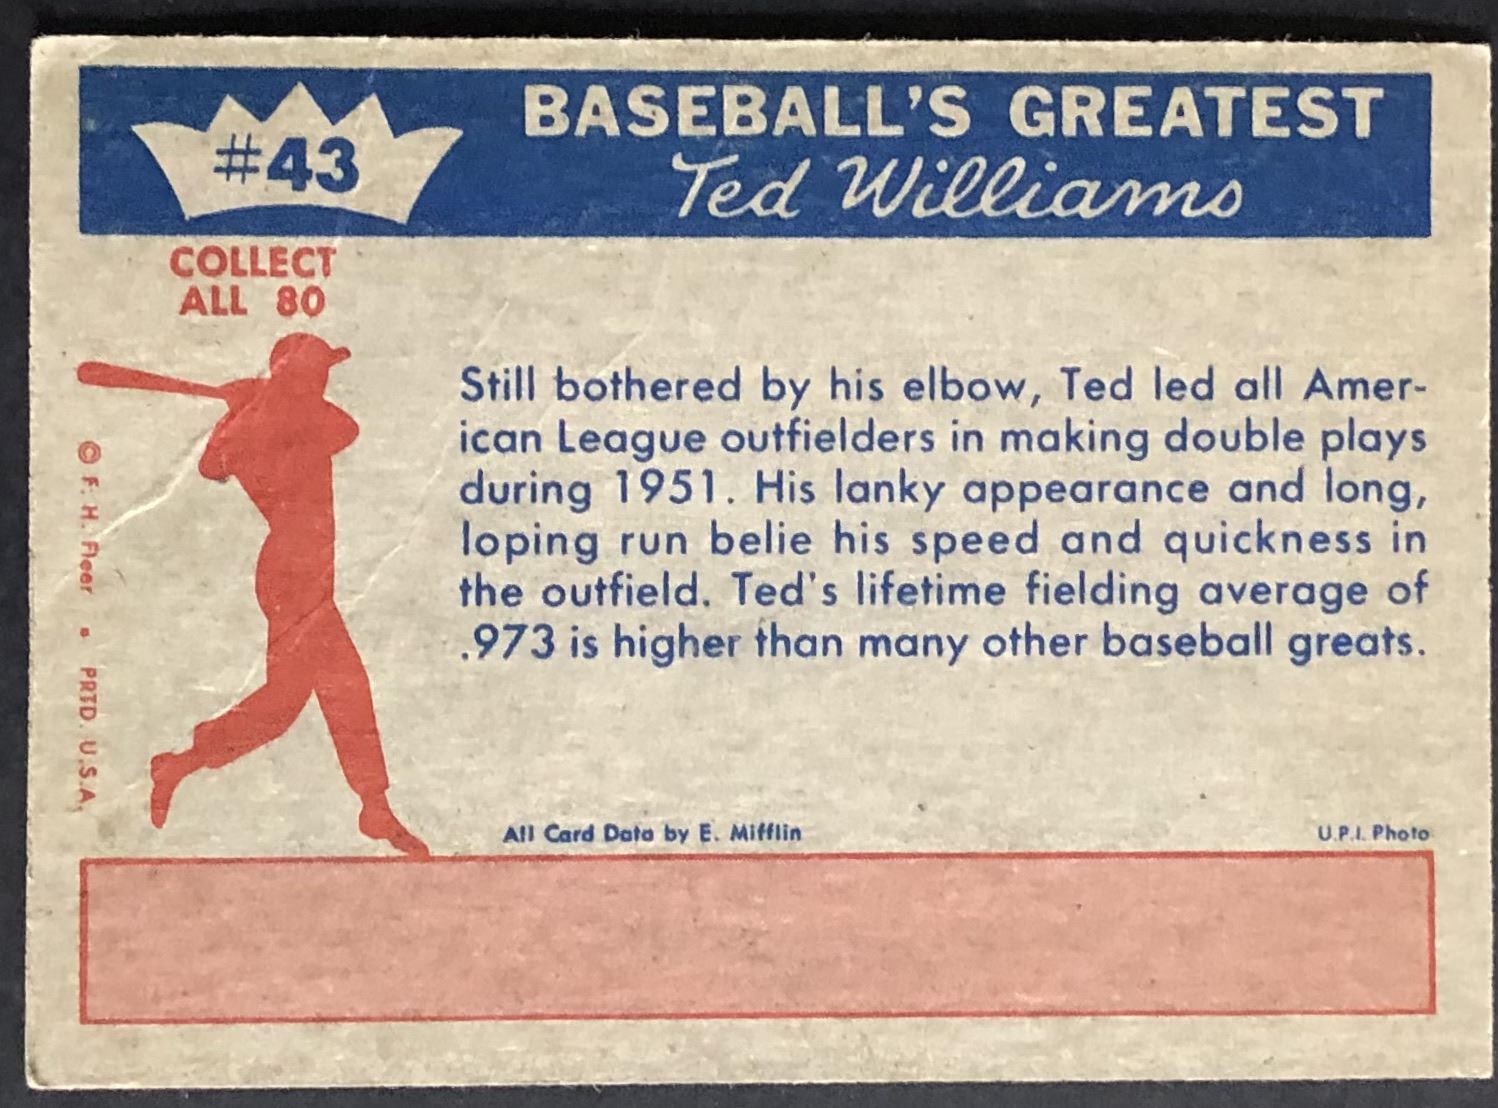 #43
BASEBALL'S GREATEST
Ted Williams
COLLECT
ALL 80
Still bothered by his elbow, Ted led all Amer-
ican League outfielders in making double plays
during 1951. His lanky appearance and long,
loping run belie his speed and quickness in
the outfield. Ted's lifetime fielding average of
.973 is higher than many other baseball greats.
© F. H. Fleer • PRTD. U.S.A.
All Card Data by E. Mifflin
U.P.I. Photo